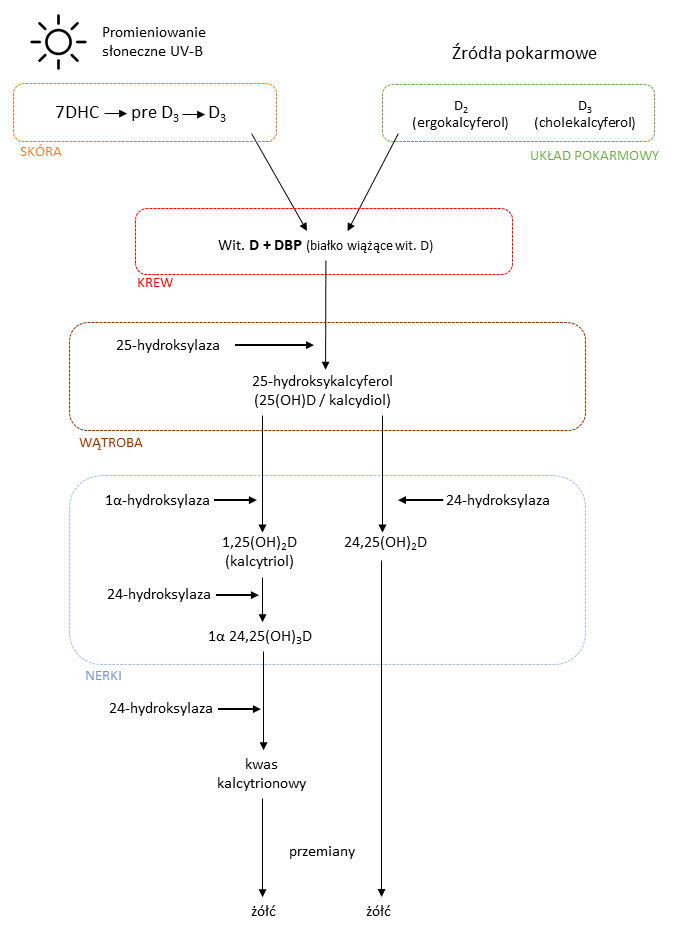 Promieniowanie
słoneczne UV-B
Źródła pokarmowe
7DHC → pre D₃ → D₃
SKÓRA
D₂
(ergokalcyferol)
D₃
(cholekalcyferol)
UKŁAD POKARMOWY
Wit. D + DBP (białko wiążące wit. D)
KREW
25-hydroksylaza
25-hydroksykalcyferol
(25(OH)D / kalcydiol)
WĄTROBA
1α-hydroksylaza
24-hydroksylaza
1,25(OH)₂D
(kalcytriol)
24,25(OH)₂D
24-hydroksylaza
1α 24,25(OH)₃D
NERKI
24-hydroksylaza
kwas
kalcytrionowy
przemiany
żółć
żółć